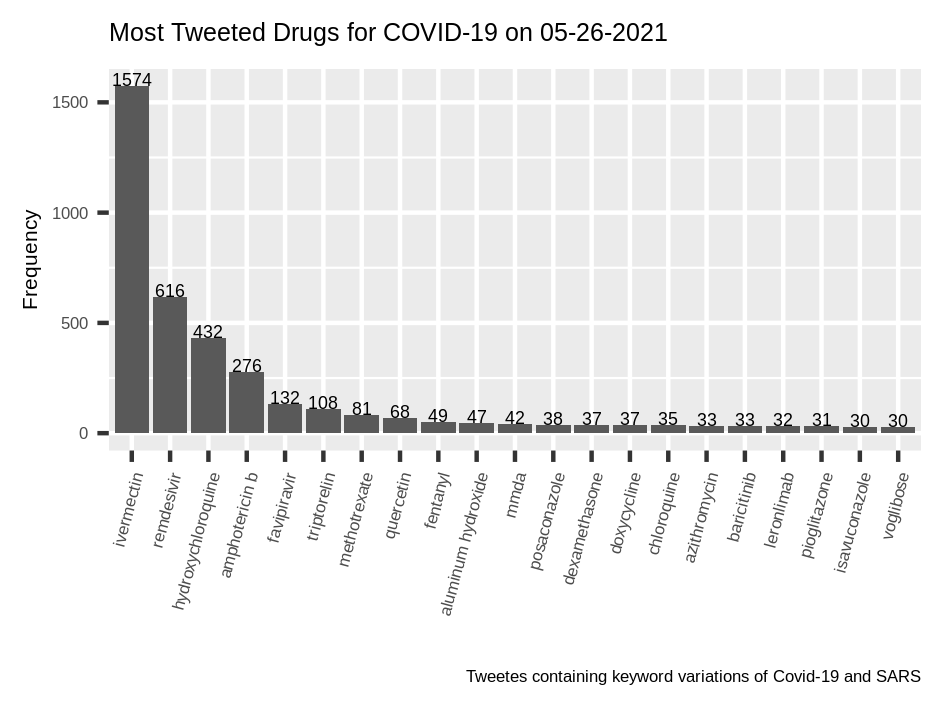 Most Tweeted Drugs for COVID-19 on 05-26-2021
Frequency
1500
1000
500
0
1574
616
432
276
132
108
81
68
49
47
42
38
37
37
35
33
33
32
31
30
30
ivermectin
remdesivir
hydroxychloroquine
amphotericin b
favipiravir
triptorelin
methotrexate
quercetin
fentanyl
aluminum hydroxide
mmda
posaconazole
dexamethasone
doxycycline
chloroquine
azithromycin
baricitinib
leronlimab
pioglitazone
isavuconazole
voglibose
Tweetes containing keyword variations of Covid-19 and SARS